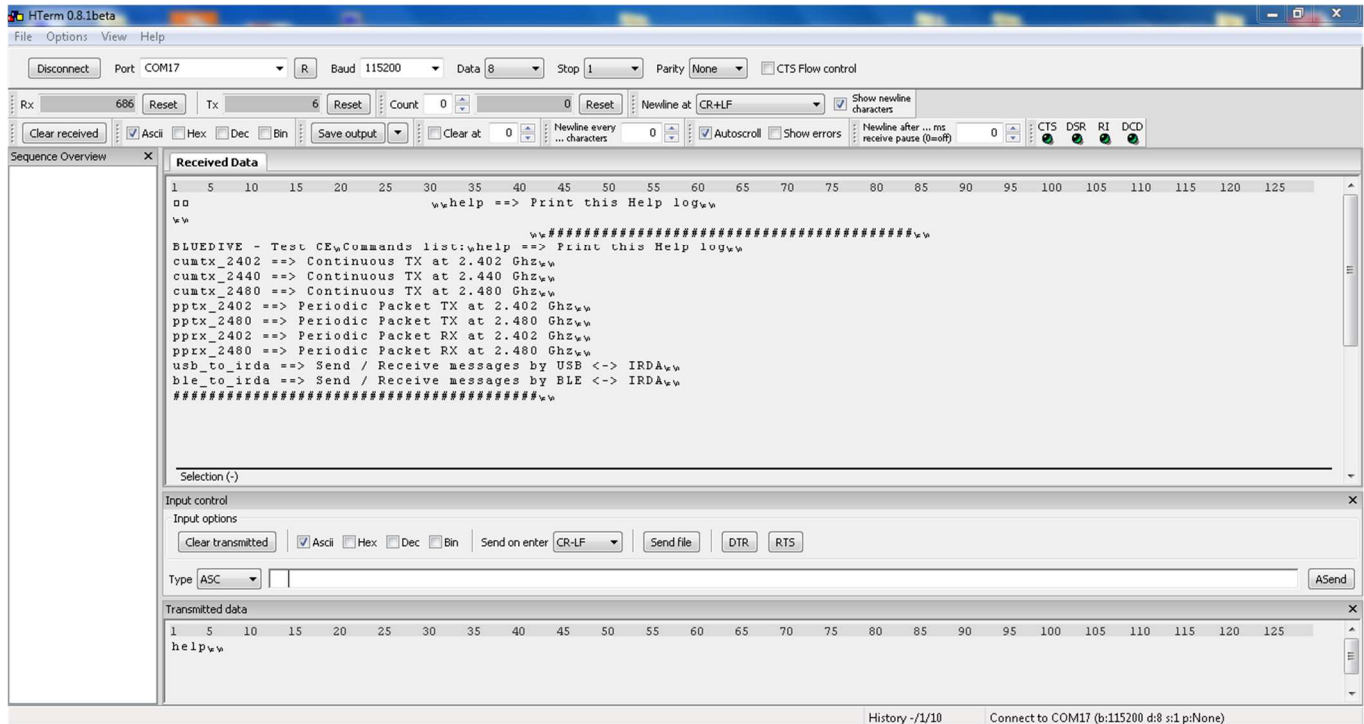 HTerm 0.8.1beta
File Options View Help
Disconnect Port COM17 R Baud 115200 Data 8 Stop 1 Parity None CTS Flow control
Rx 686 Reset Tx 6 Reset Count 0 0 Reset Newline at CR+LF Show newline characters
Clear received Ascii Hex Dec Bin Save output Clear at 0 Newline every ... characters 0 Autoscroll Show errors Newline after ... ms receive pause (0=off) 0 CTS DSR RI DCD
Sequence Overview
Received Data
1 5 10 15 20 25 30 35 40 45 50 55 60 65 70 75 80 85 90 95 100 105 110 115 120 125
\n\rhelp ==> Print this Help log\r\n
\r\n
\n\r#########################################\r\n
BLUEDIVE - Test CE\nCommands list:\nhelp ==> Print this Help log\r\n
cumtx_2402 ==> Continuous TX at 2.402 Ghz\r\n
cumtx_2440 ==> Continuous TX at 2.440 Ghz\r\n
cumtx_2480 ==> Continuous TX at 2.480 Ghz\r\n
pptx_2402 ==> Periodic Packet TX at 2.402 Ghz\r\n
pptx_2480 ==> Periodic Packet TX at 2.480 Ghz\r\n
pprx_2402 ==> Periodic Packet RX at 2.402 Ghz\r\n
pprx_2480 ==> Periodic Packet RX at 2.480 Ghz\r\n
usb_to_irda ==> Send / Receive messages by USB <-> IRDA\r\n
ble_to_irda ==> Send / Receive messages by BLE <-> IRDA\r\n
#########################################\r\n
Selection (-)
Input control
Input options
Clear transmitted Ascii Hex Dec Bin Send on enter CR-LF Send file DTR RTS
Type ASC ASend
Transmitted data
1 5 10 15 20 25 30 35 40 45 50 55 60 65 70 75 80 85 90 95 100 105 110 115 120 125
help\r\n
History -/1/10 Connect to COM17 (b:115200 d:8 s:1 p:None)